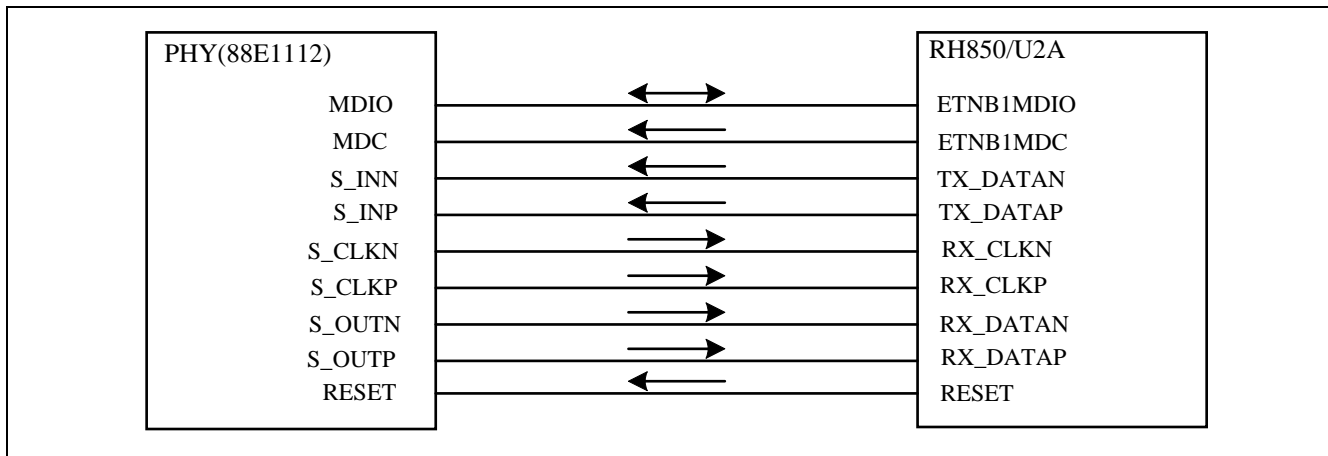 PHY(88E1112)
RH850/U2A
MDIO
ETNB1MDIO
MDC
ETNB1MDC
S_INN
TX_DATAN
S_INP
TX_DATAP
S_CLKN
RX_CLKN
S_CLKP
RX_CLKP
S_OUTN
RX_DATAN
S_OUTP
RX_DATAP
RESET
RESET